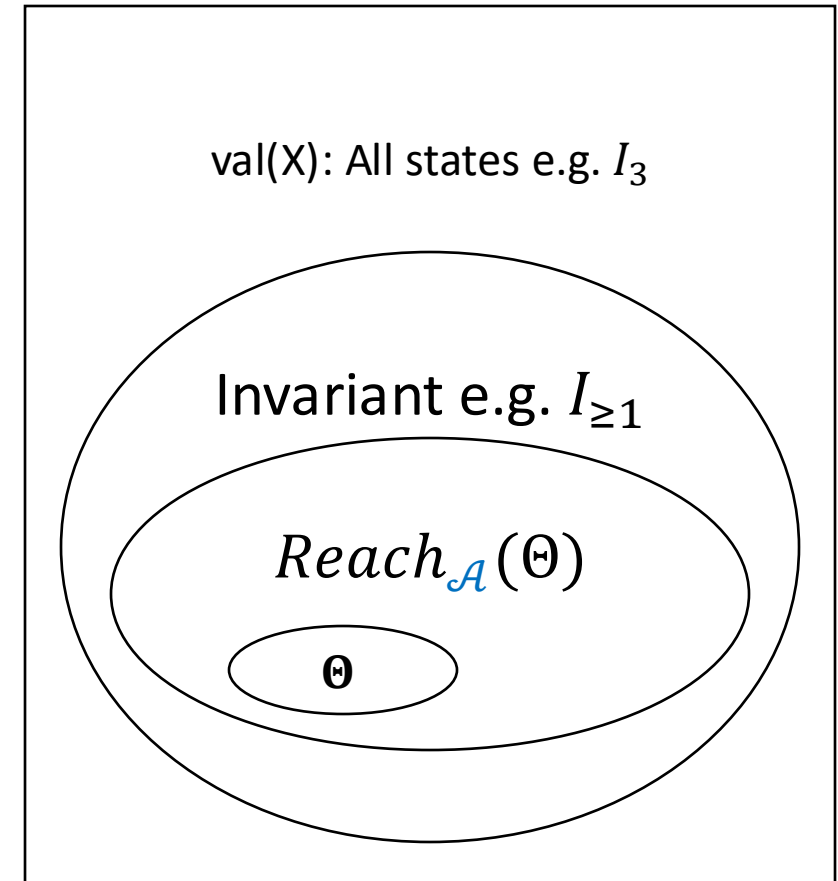 val(X): All states e.g. I₃
Invariant e.g. I≥₁
Reach𝒜(Θ)
Θ